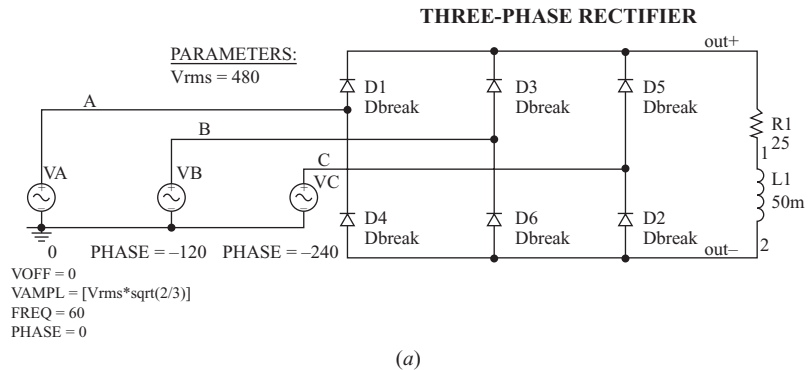 THREE-PHASE RECTIFIER
out+
PARAMETERS:
Vrms = 480
D1
Dbreak
D3
Dbreak
D5
Dbreak
A
B
C
R1
25
1
VA
VB
VC
L1
50m
D4
Dbreak
D6
Dbreak
D2
Dbreak
2
out–
0
PHASE = –120
PHASE = –240
VOFF = 0
VAMPL = [Vrms*sqrt(2/3)]
FREQ = 60
PHASE = 0
(a)